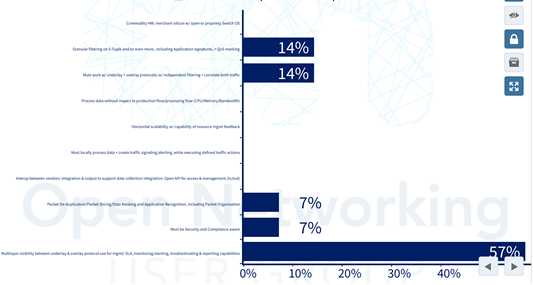 Commodity HW, merchant silicon w/ open or propriety Switch OS
Granular filtering on 5-Tuple and/or even more., including Application signatures, + QoS marking
14%
Must work w/ underlay + overlay protocols, w/ independent filtering + correlate both traffic
14%
Process data without impact to production flow/processing flow (CPU/Memory/Bandwidth)
Horizontal scalability w/ capability of resource mgmt feedback
Must locally process data + create traffic signaling/alerting, while executing defined traffic actions
Interop between vendors: integration & output to support data collection integration, Open API for access & management (in/out)
Packet De-duplication/Packet Slicing/Data Masking and Application Recognition, including Packet Organization
7%
Must be Security and Compliance aware
7%
Multilayer visibility between underlay & overlay protocol use for mgmt/ SLA, monitoring/alerting, troubleshooting & reporting capabilities
57%
0% 10% 20% 30% 40%
Open Networking
USER GROUP